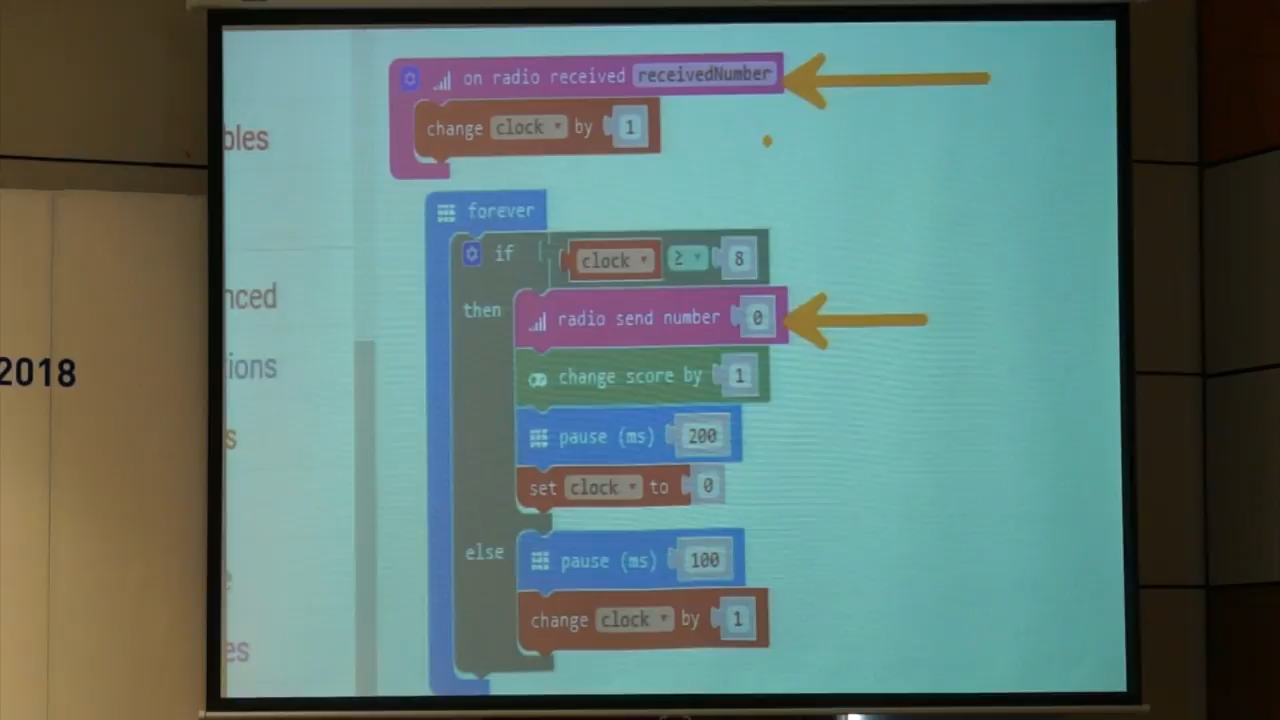 on radio received receivedNumber
change clock by 1
bles
forever
if clock ≥ 8
nced
then radio send number 0
2018
ions
change score by 1
s
pause (ms) 200
set clock to 0
else pause (ms) 100
e
change clock by 1
es